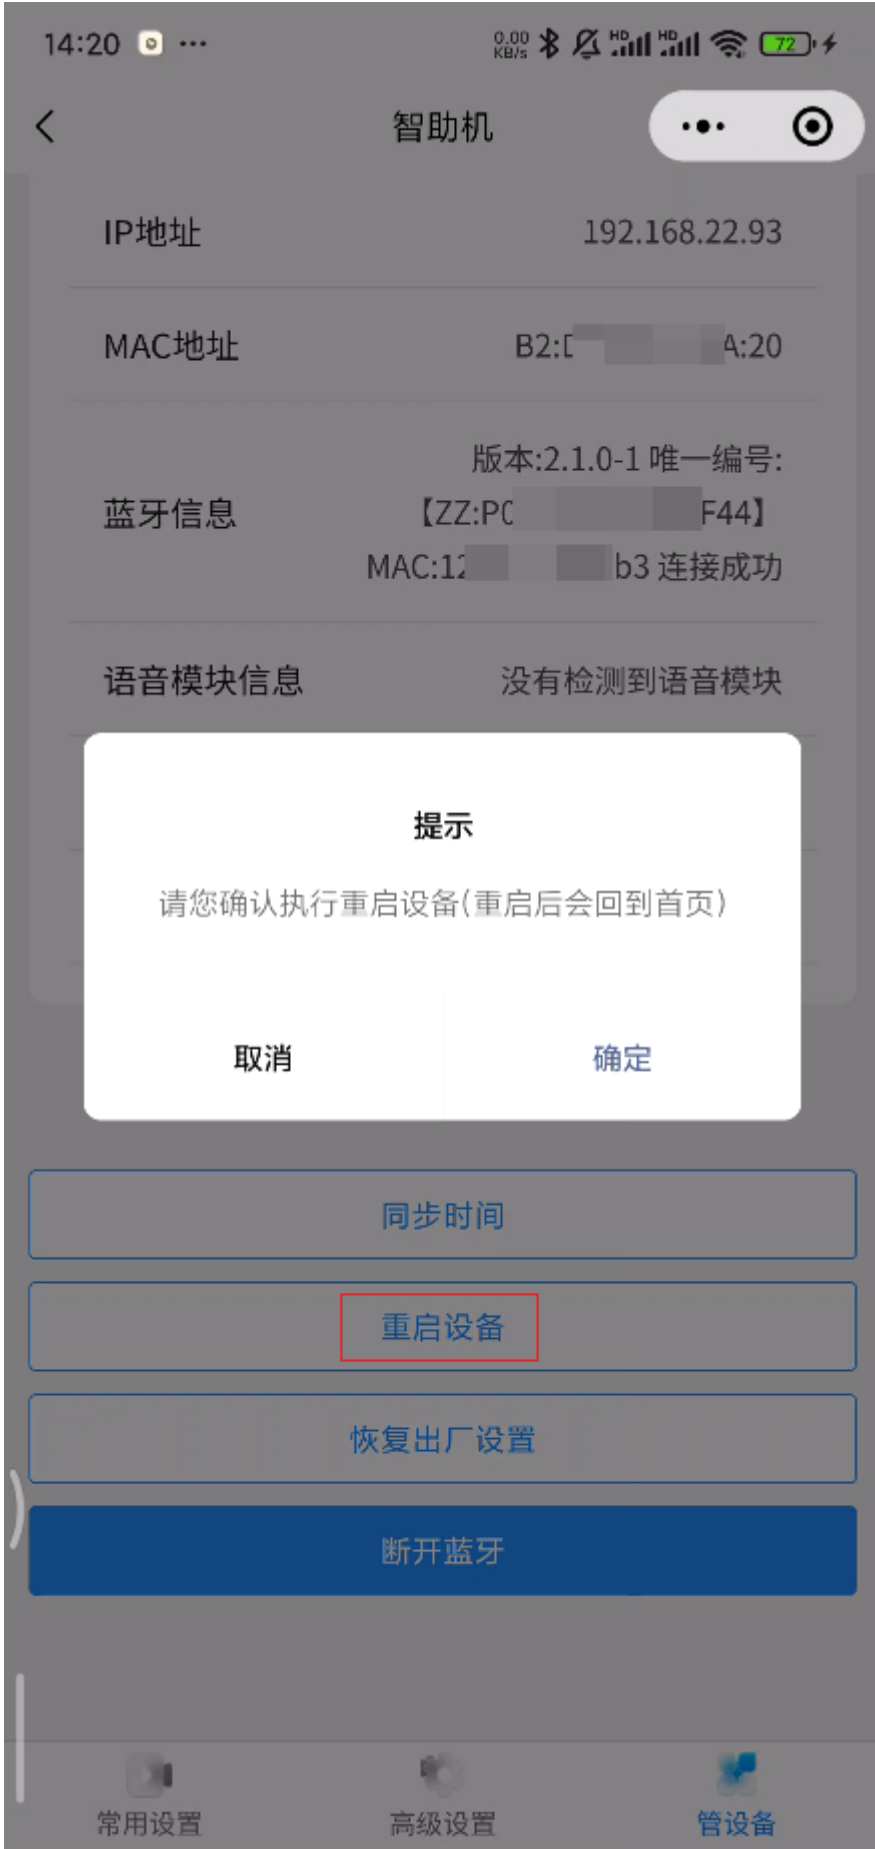 14:20
0.00
KB/s
HD
HD
72
智助机
IP地址
192.168.22.93
MAC地址
B2: A:20
版本:2.1.0-1 唯一编号:
蓝牙信息
【ZZ:P F44】
MAC:12 b3 连接成功
语音模块信息
没有检测到语音模块
提示
请您确认执行重启设备(重启后会回到首页)
取消
确定
同步时间
重启设备
恢复出厂设置
断开蓝牙
常用设置
高级设置
管设备